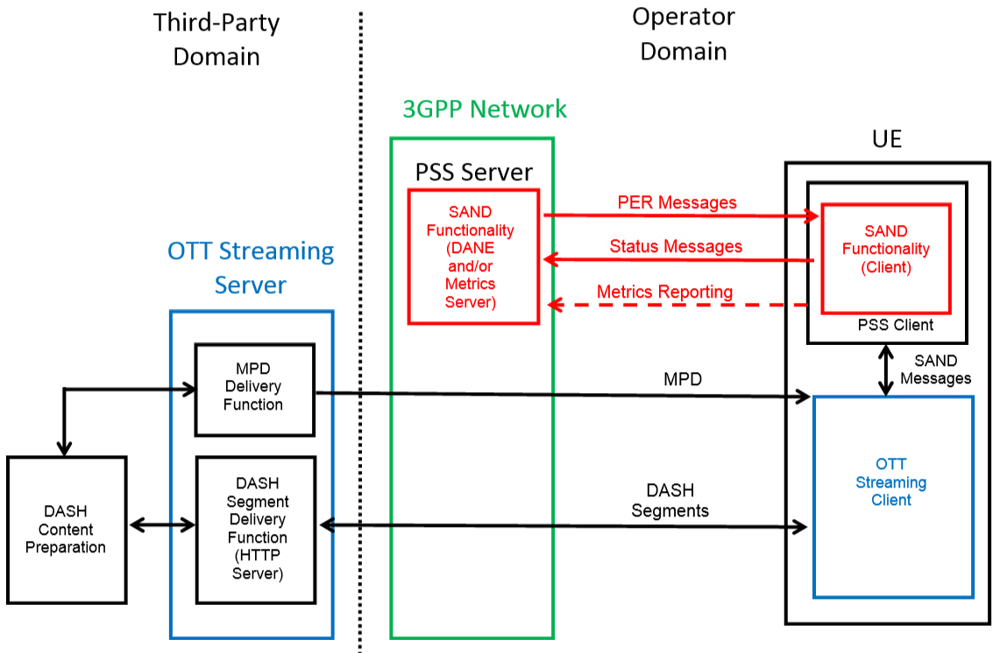 Third-Party
Domain
Operator
Domain
3GPP Network
UE
PSS Server
SAND
Functionality
(DANE
and/or
Metrics
Server)
PER Messages
Status Messages
Metrics Reporting
SAND
Functionality
(Client)
PSS Client
SAND
Messages
OTT Streaming
Server
MPD
Delivery
Function
MPD
DASH
Content
Preparation
DASH
Segment
Delivery
Function
(HTTP
Server)
DASH
Segments
OTT
Streaming
Client